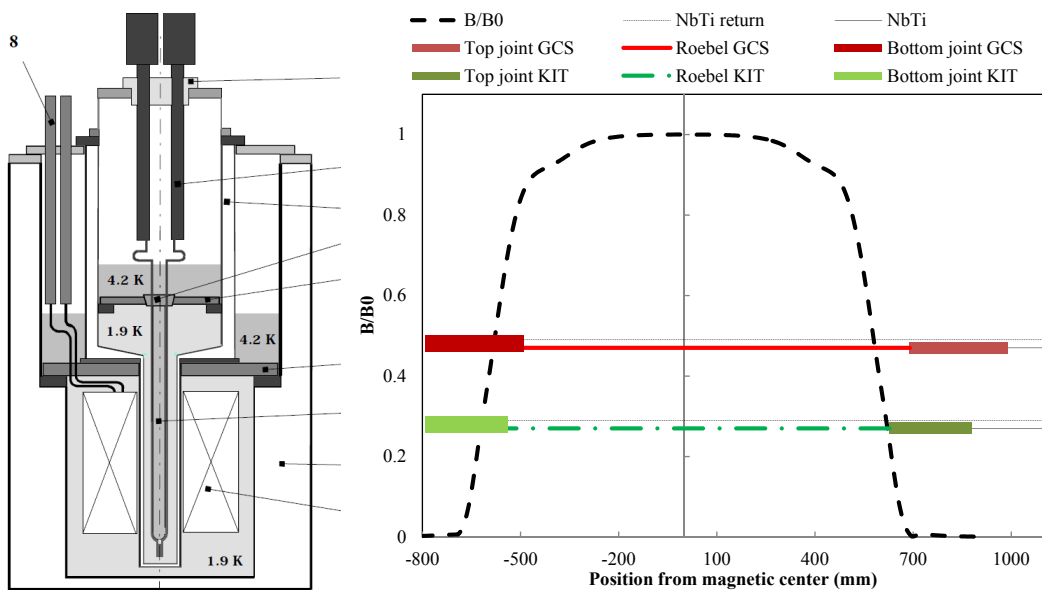 8
4.2 K
1.9 K
4.2 K
1.9 K
B/B0
NbTi return
NbTi
Top joint GCS
Roebel GCS
Bottom joint GCS
Top joint KIT
Roebel KIT
Bottom joint KIT
B/B0
1
0.8
0.6
0.4
0.2
0
-800
-500
-200
100
400
700
1000
Position from magnetic center (mm)